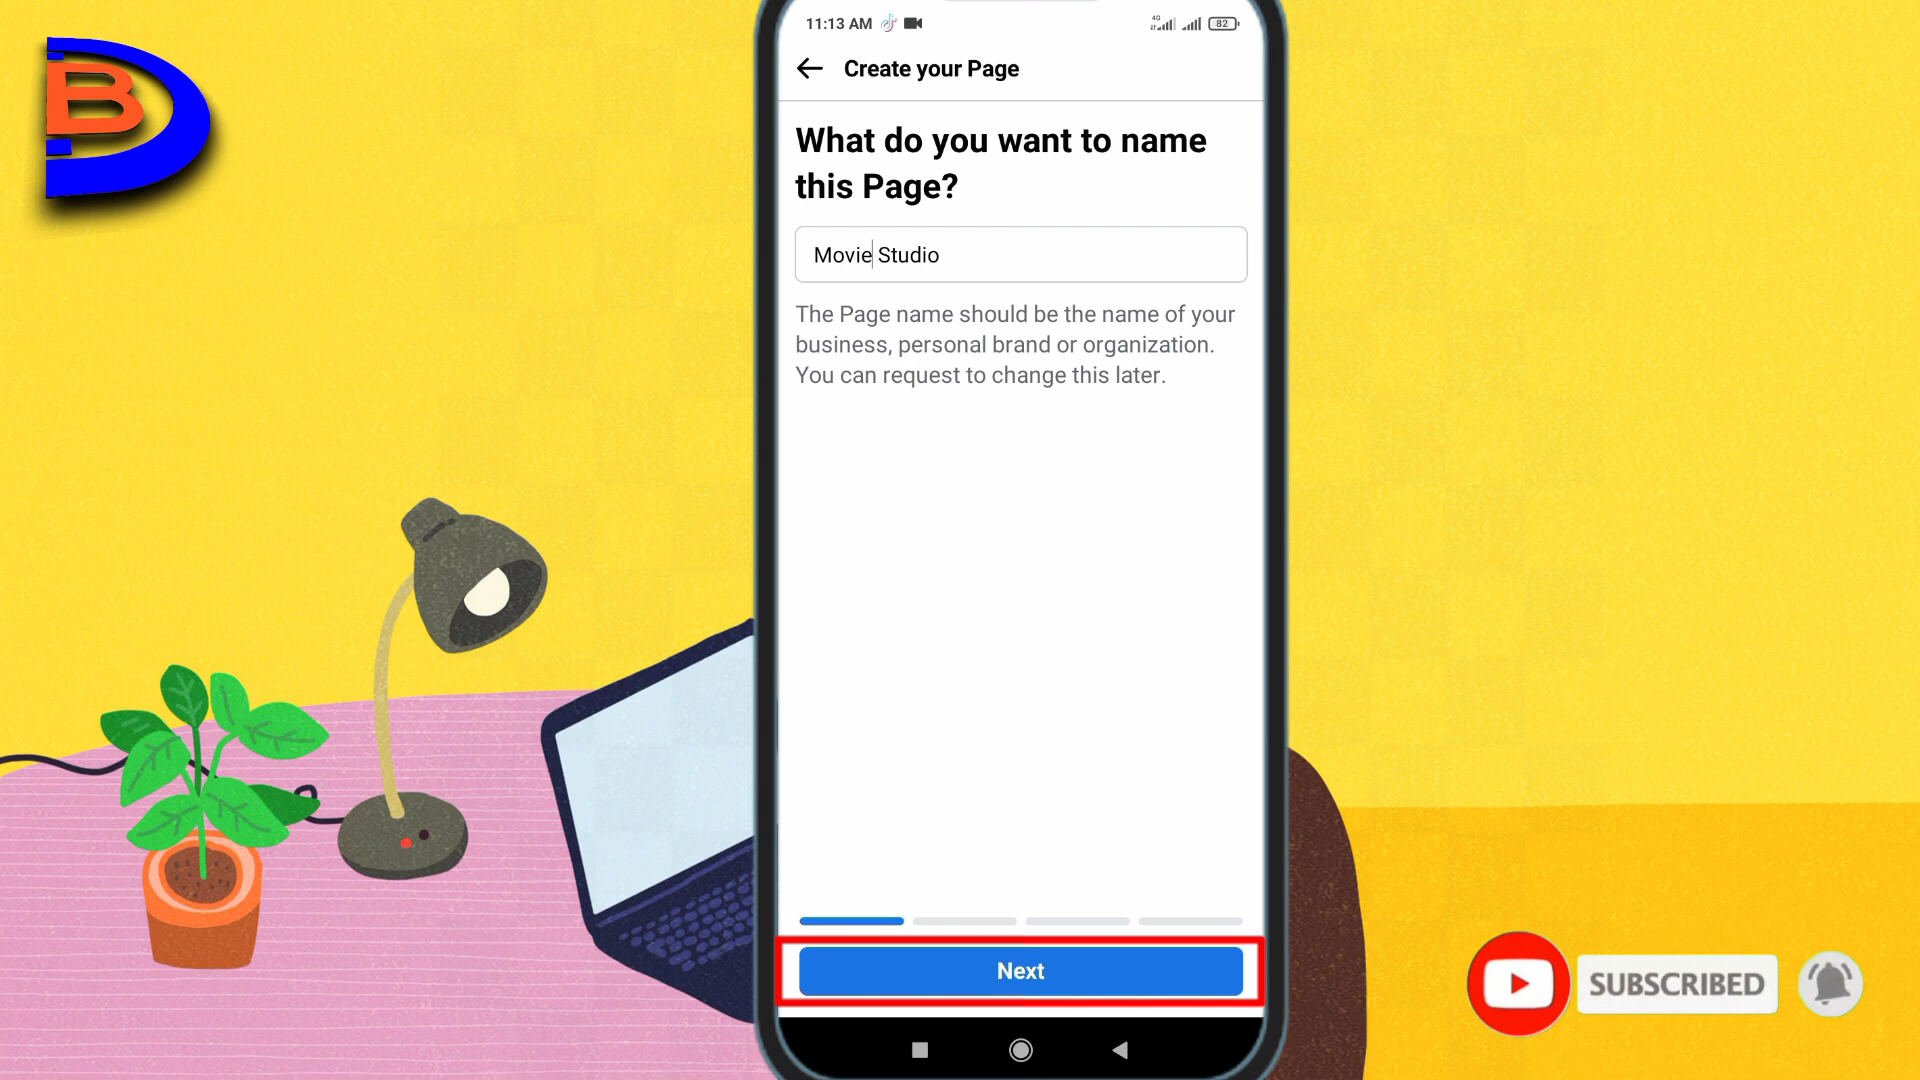 B
11:13 AM
4G
82
Create your Page
What do you want to name
this Page?
Movie Studio
The Page name should be the name of your
business, personal brand or organization.
You can request to change this later.
Next
SUBSCRIBED